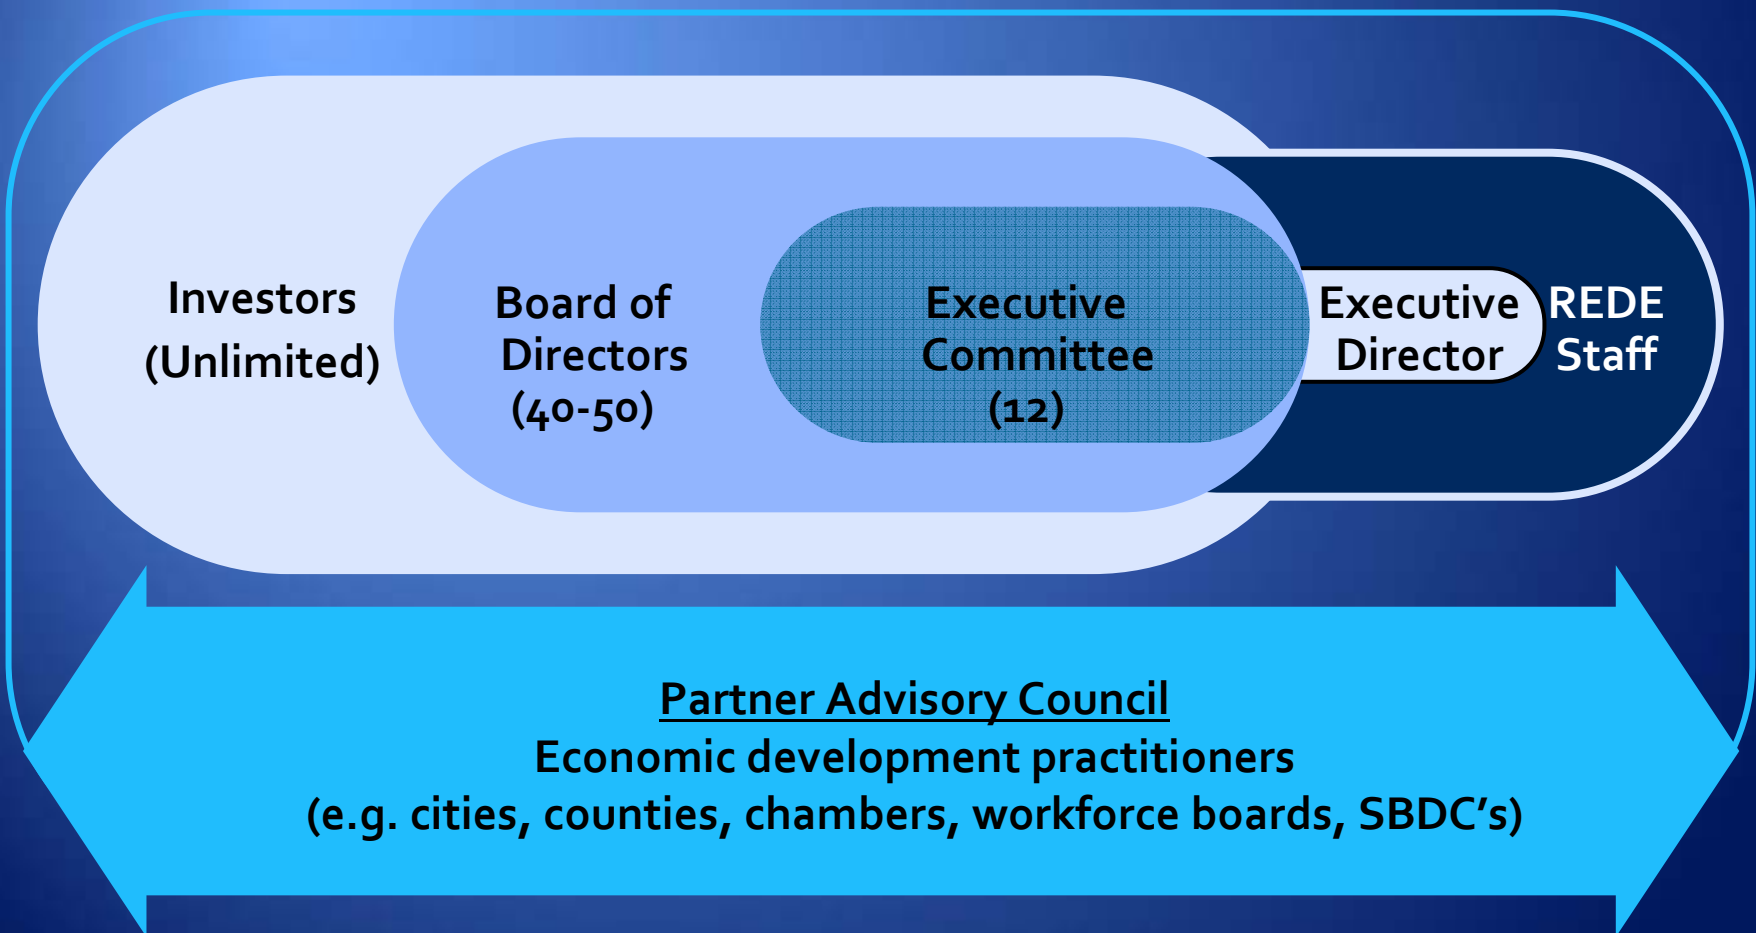 Investors
(Unlimited)
Board of
Directors
(40-50)
Executive
Committee
(12)
Executive
Director
REDE
Staff
Partner Advisory Council
Economic development practitioners
(e.g. cities, counties, chambers, workforce boards, SBDC’s)